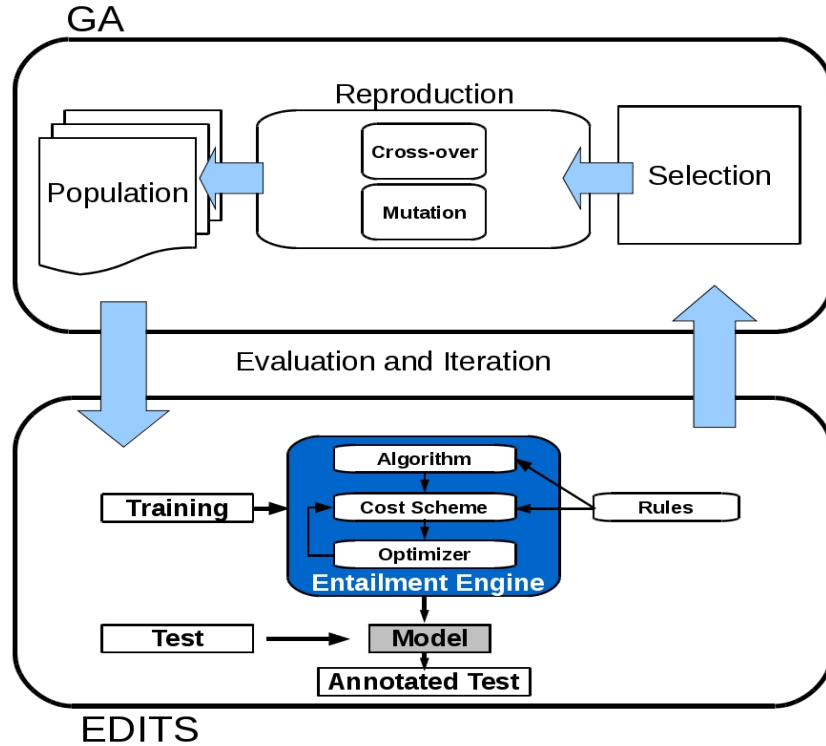 GA
Reproduction
Population
Cross-over
Mutation
Selection
Evaluation and Iteration
Algorithm
Training
Cost Scheme
Rules
Optimizer
Entailment Engine
Test
Model
Annotated Test
EDITS